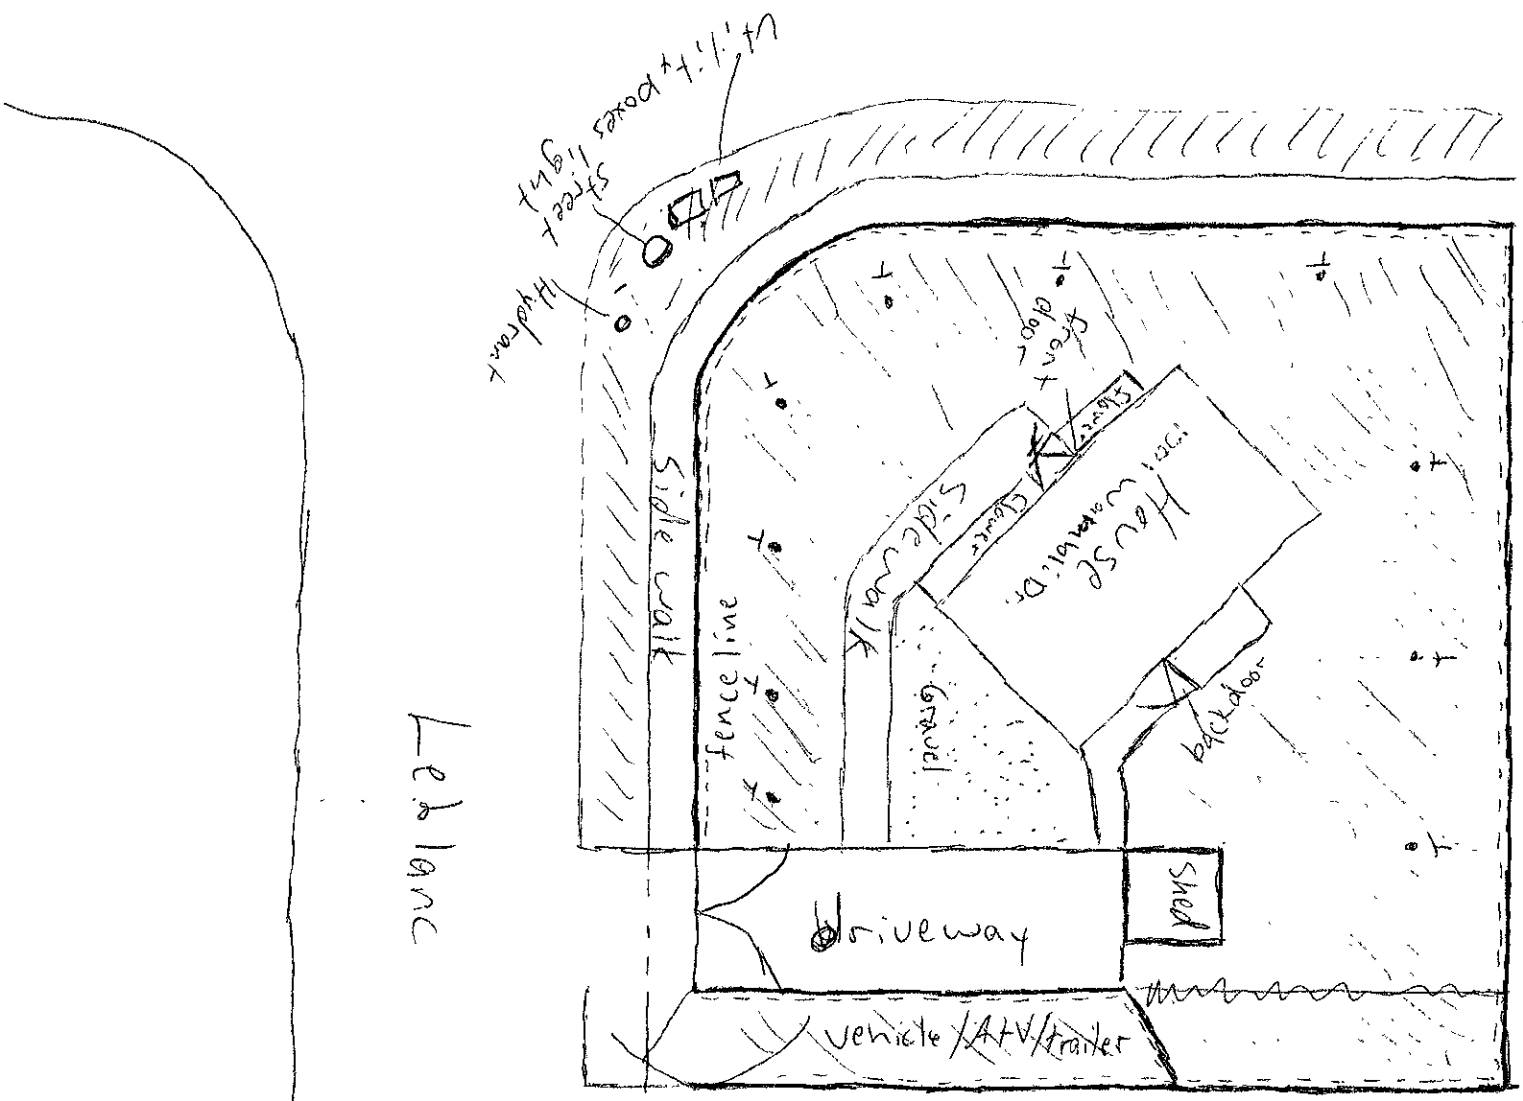 Utility boxes
street
light
Hydrant
T
T
T
T
T
T
T
T
T
T
front
door
flower
flower
Side walk
Side walk
House
fence line
Gravel
backdoor
Leblanc
Shed
driveway
vehicle/ATV/trailer